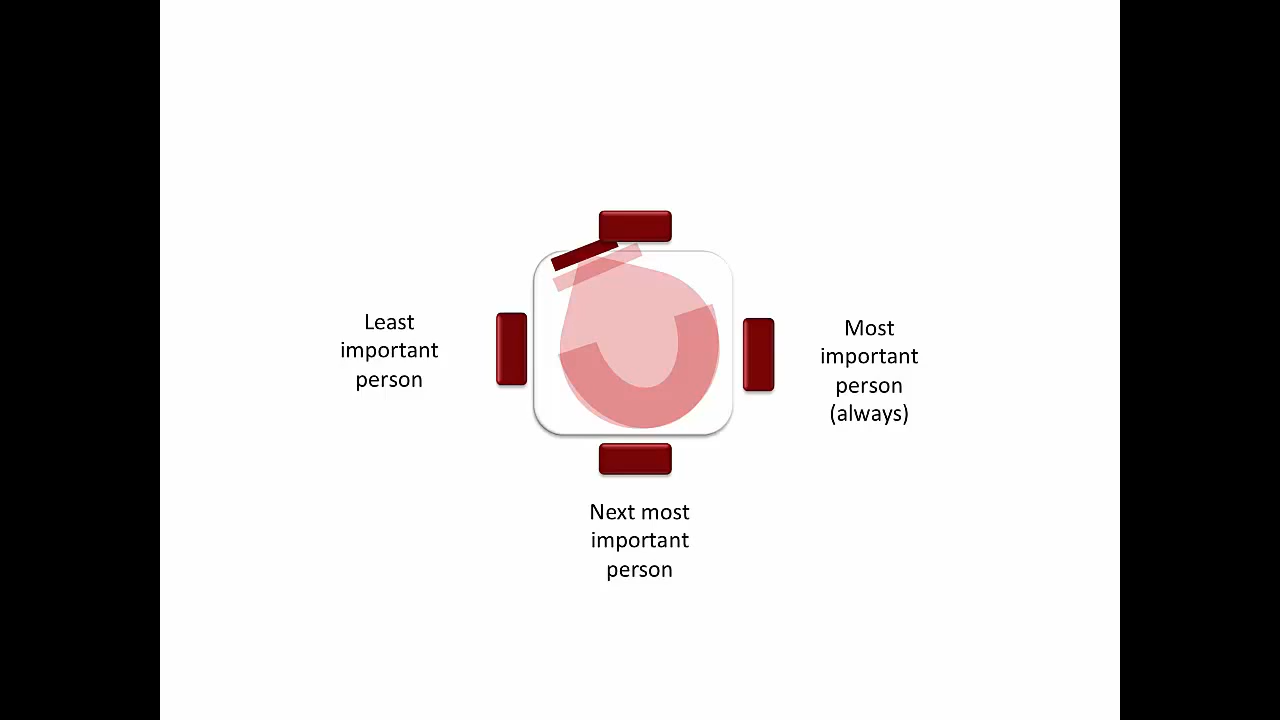 Least
important
person
Most
important
person
(always)
Next most
important
person